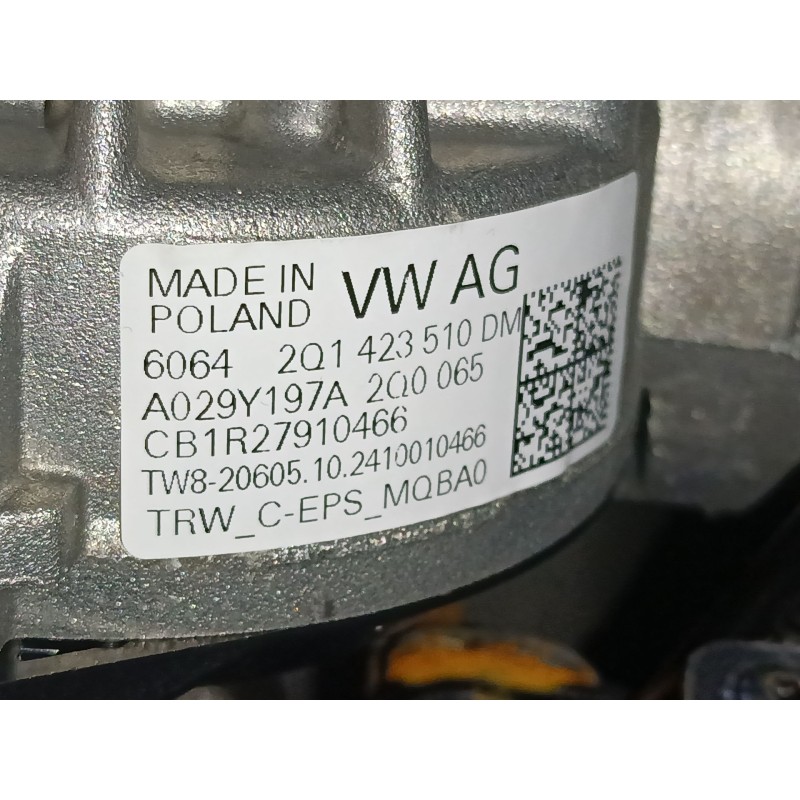 MADE IN
POLAND
VW AG
6064 2Q1 423 510 DM
A029Y197A 2Q0 065
CB1R27910466
TW8-20605.10.2410010466
TRW_C-EPS_MQBA0